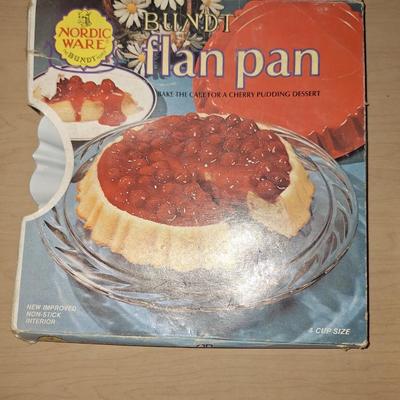 NORDIC
WARE
BUNDT
BUNDT
flan pan
BAKE THE CAKE FOR A CHERRY PUDDING DESSERT
NEW IMPROVED
NON-STICK
INTERIOR
4 CUP SIZE